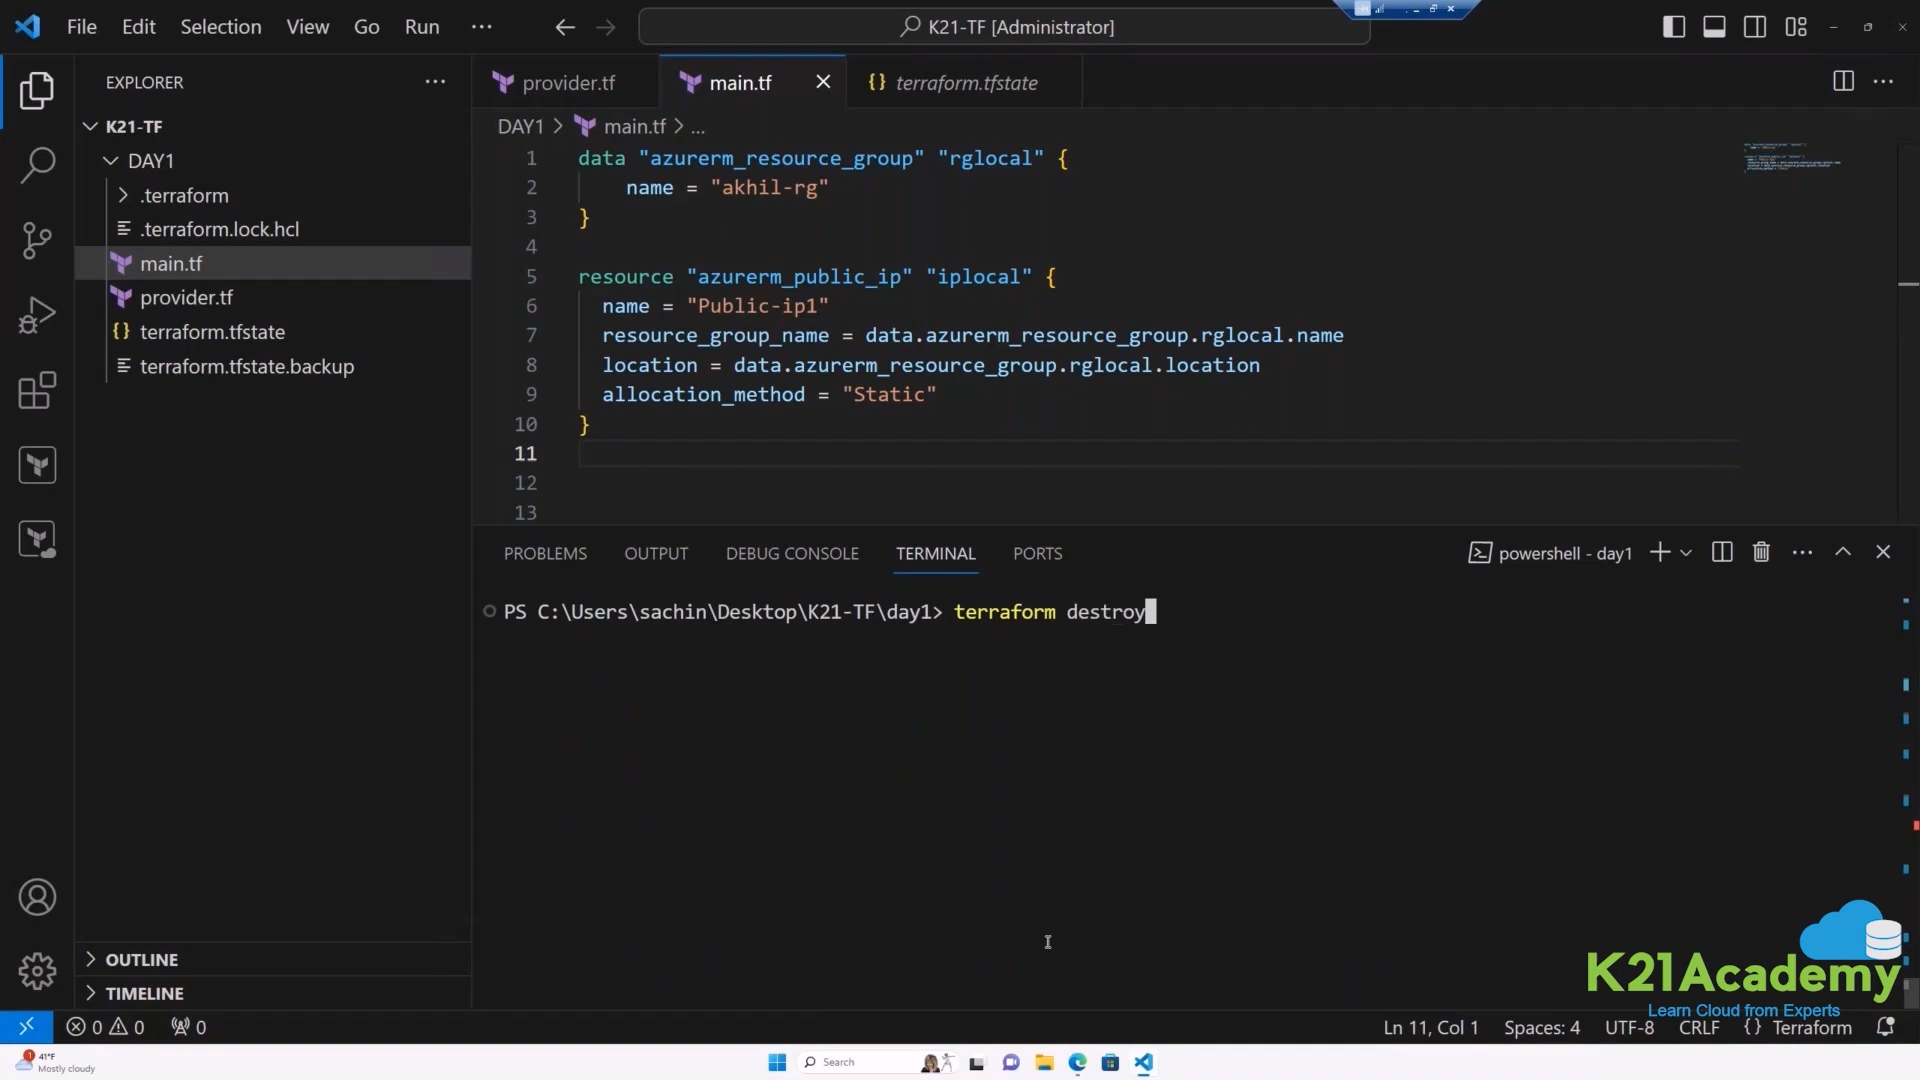 File Edit Selection View Go Run ··· K21-TF [Administrator]
EXPLORER ···
K21-TF
DAY1
.terraform
.terraform.lock.hcl
main.tf
provider.tf
{} terraform.tfstate
terraform.tfstate.backup
OUTLINE
TIMELINE
provider.tf main.tf {} terraform.tfstate
DAY1 > main.tf > ...
1 data "azurerm_resource_group" "rglocal" {
2 name = "akhil-rg"
3 }
4
5 resource "azurerm_public_ip" "iplocal" {
6 name = "Public-ip1"
7 resource_group_name = data.azurerm_resource_group.rglocal.name
8 location = data.azurerm_resource_group.rglocal.location
9 allocation_method = "Static"
10 }
11
12
13
PROBLEMS OUTPUT DEBUG CONSOLE TERMINAL PORTS powershell - day1
PS C:\Users\sachin\Desktop\K21-TF\day1> terraform destroy
K21Academy
Learn Cloud from Experts
0 0 0 Ln 11, Col 1 Spaces: 4 UTF-8 CRLF {} Terraform
1 41°F
Mostly cloudy
Search